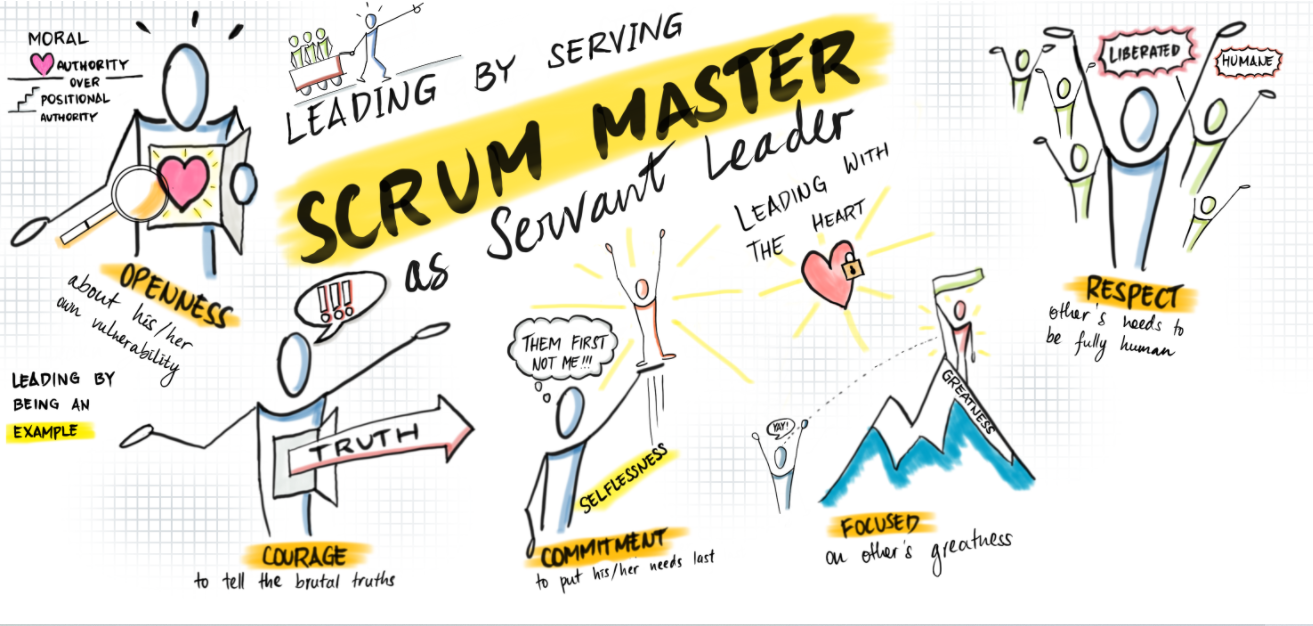 MORAL
AUTHORITY
OVER
POSITIONAL
AUTHORITY
LEADING BY SERVING
SCRUM MASTER
as Servant Leader
OPENNESS
about his/her
own vulnerability
LEADING BY
BEING AN
EXAMPLE
!!!
TRUTH
COURAGE
to tell the brutal truths
THEM FIRST
NOT ME!!!
SELFLESSNESS
COMMITMENT
to put his/her needs last
LEADING WITH
THE HEART
YAY!
GREATNESS
FOCUSED
on other's greatness
LIBERATED
HUMANE
RESPECT
other's needs to
be fully human